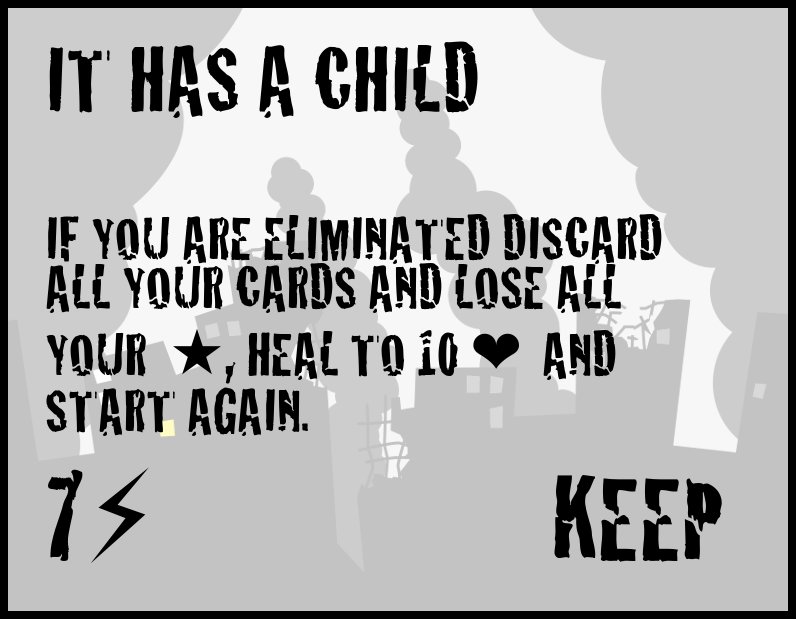 IT HAS A CHILD
IF YOU ARE ELIMINATED DISCARD
ALL YOUR CARDS AND LOSE ALL
YOUR ★, HEAL TO 10 ❤ AND
START AGAIN.
7⚡ KEEP